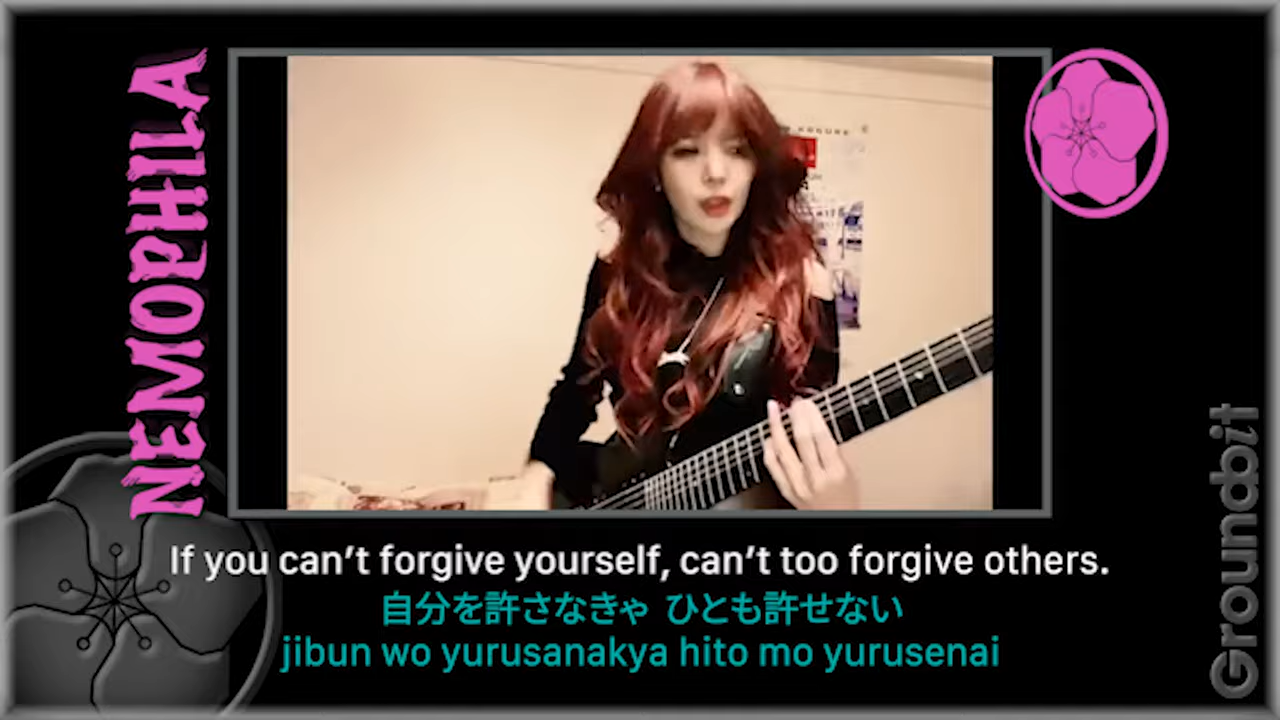 NEMOPHILA
If you can't forgive yourself, can't too forgive others.
自分を許さなきゃ ひとも許せない
jibun wo yurusanakya hito mo yurusenai
Groundbit